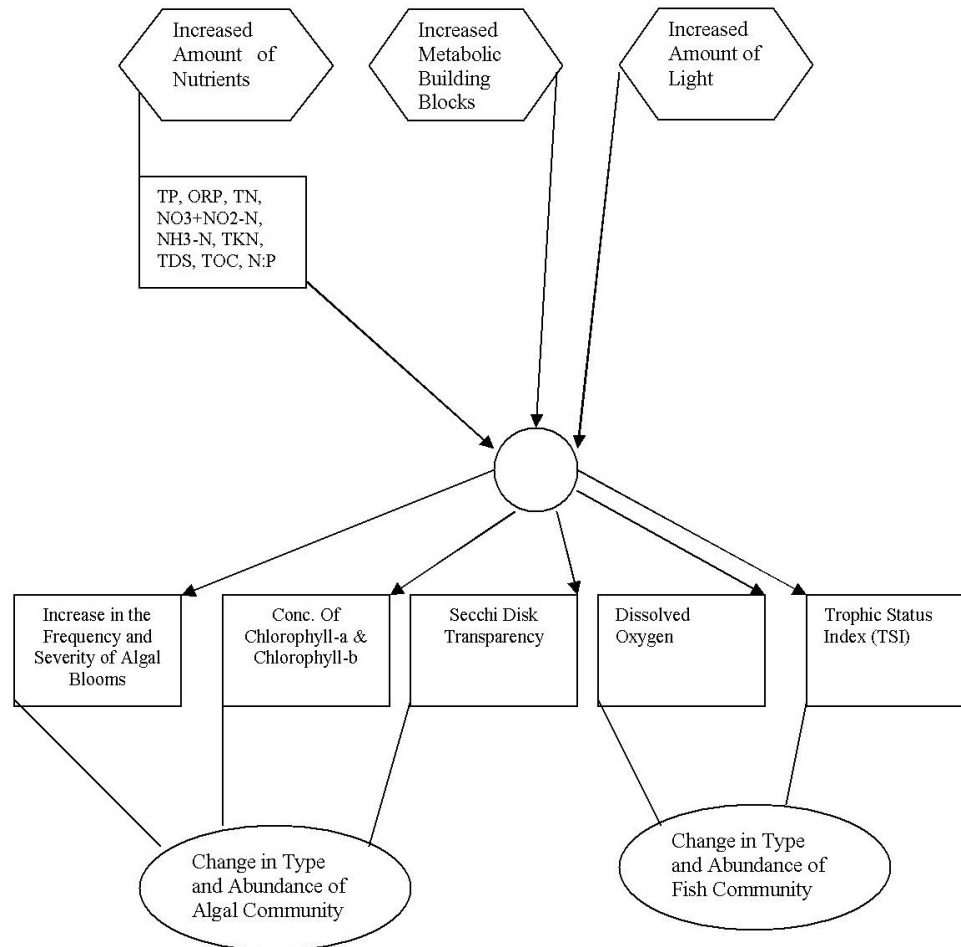 Increased
Amount of
Nutrients
Increased
Metabolic
Building
Blocks
Increased
Amount of
Light
TP, ORP, TN,
NO3+NO2-N,
NH3-N, TKN,
TDS, TOC, N:P
Increase in the
Frequency and
Severity of Algal
Blooms
Conc. Of
Chlorophyll-a &
Chlorophyll-b
Secchi Disk
Transparency
Dissolved
Oxygen
Trophic Status
Index (TSI)
Change in Type
and Abundance of
Algal Community
Change in Type
and Abundance of
Fish Community